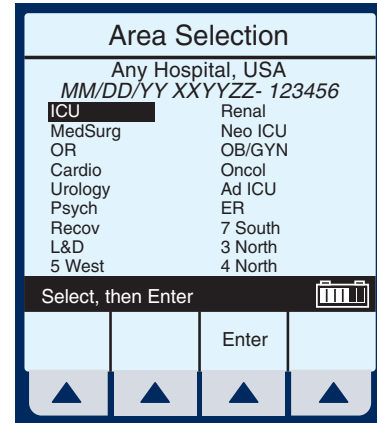 Area Selection
Any Hospital, USA
MM/DD/YY XXYYZZ- 123456
ICU Renal
MedSurg Neo ICU
OR OB/GYN
Cardio Oncol
Urology Ad ICU
Psych ER
Recov 7 South
L&D 3 North
5 West 4 North
Select, then Enter
Enter